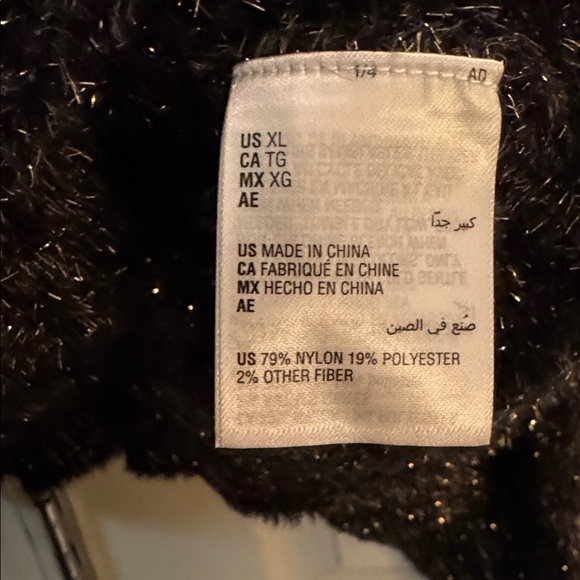 1/4 AD
US XL
CA TG
MX XG
AE
كبير جدًا
US MADE IN CHINA
CA FABRIQUÉ EN CHINE
MX HECHO EN CHINA
AE
صُنع في الصين
US 79% NYLON 19% POLYESTER
2% OTHER FIBER